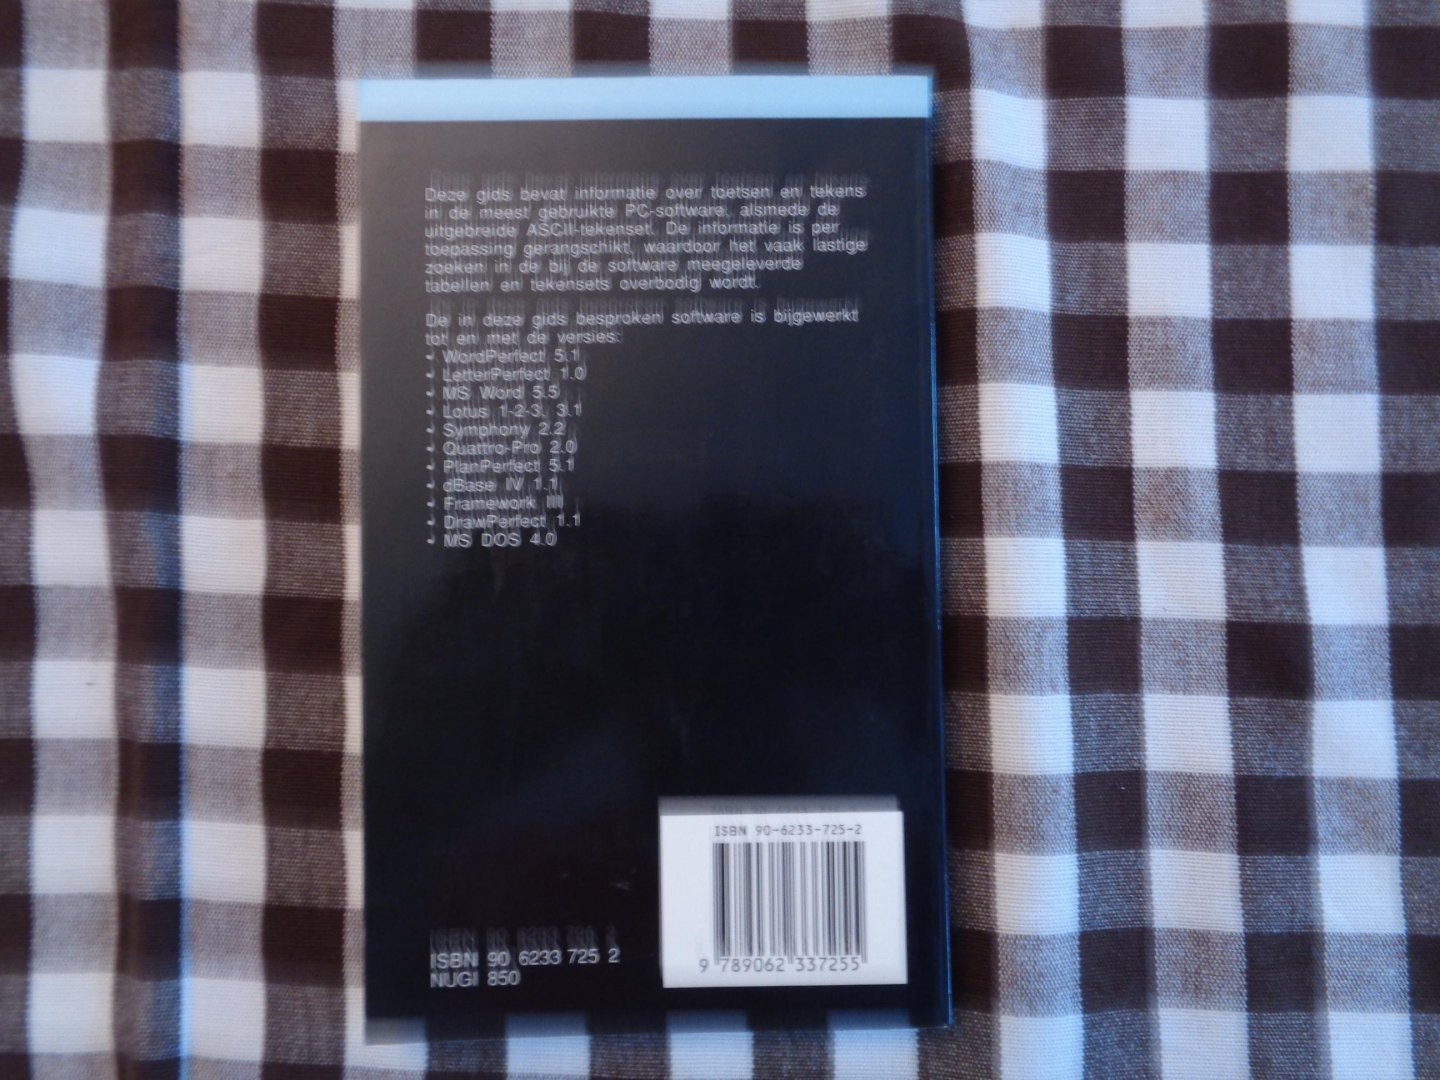 Deze gids bevat informatie over toetsen en tekens
in de meest gebruikte PC-software, alsmede de
uitgebreide ASCII-tekenset. De informatie is per
toepassing gerangschikt, waardoor het vaak lastige
zoeken in de bij de software meegeleverde
tabellen en tekensets overbodig wordt.
De in deze gids besproken software is bijgewerkt
tot en met de versies:
• WordPerfect 5.1
• LetterPerfect 1.0
• MS Word 5.5
• Lotus 1-2-3, 3.1
• Symphony 2.2
• Quattro-Pro 2.0
• PlanPerfect 5.1
• dBase IV 1.1
• Framework III
• DrawPerfect 1.1
• MS DOS 4.0
ISBN 90-6233-725-2
9 789062 337255
ISBN 90 6233 725 2
NUGI 850